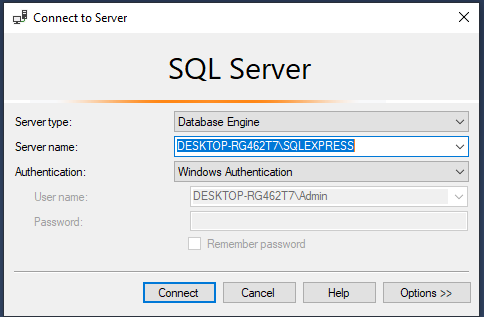 Connect to Server
SQL Server
Server type: Database Engine
Server name: DESKTOP-RG462T7\SQLEXPRESS
Authentication: Windows Authentication
User name: DESKTOP-RG462T7\Admin
Password:
Remember password
Connect Cancel Help Options >>